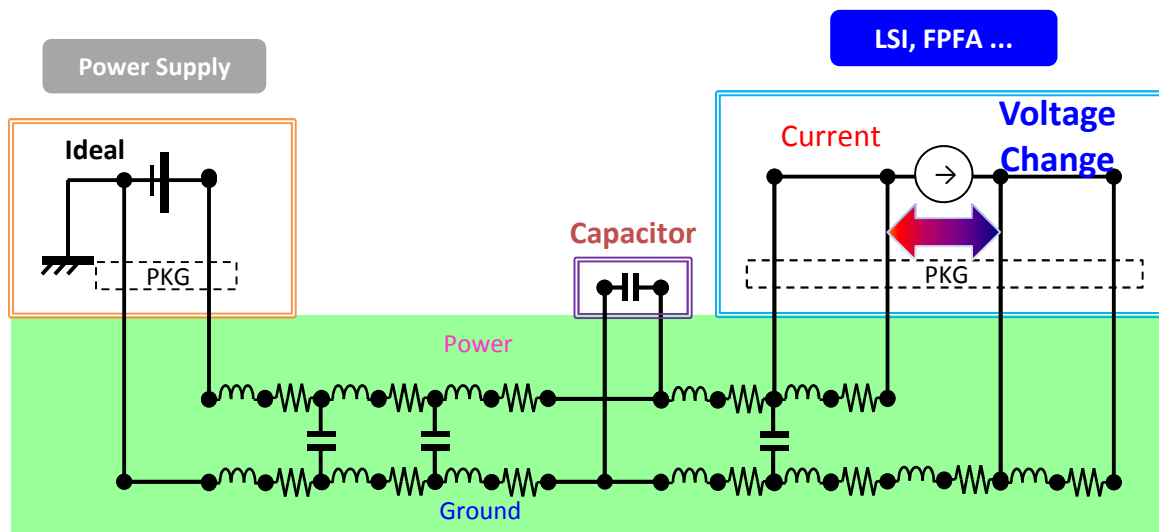 Power Supply
LSI, FPFA ...
Ideal
PKG
Capacitor
Current
Voltage
Change
PKG
Power
Ground